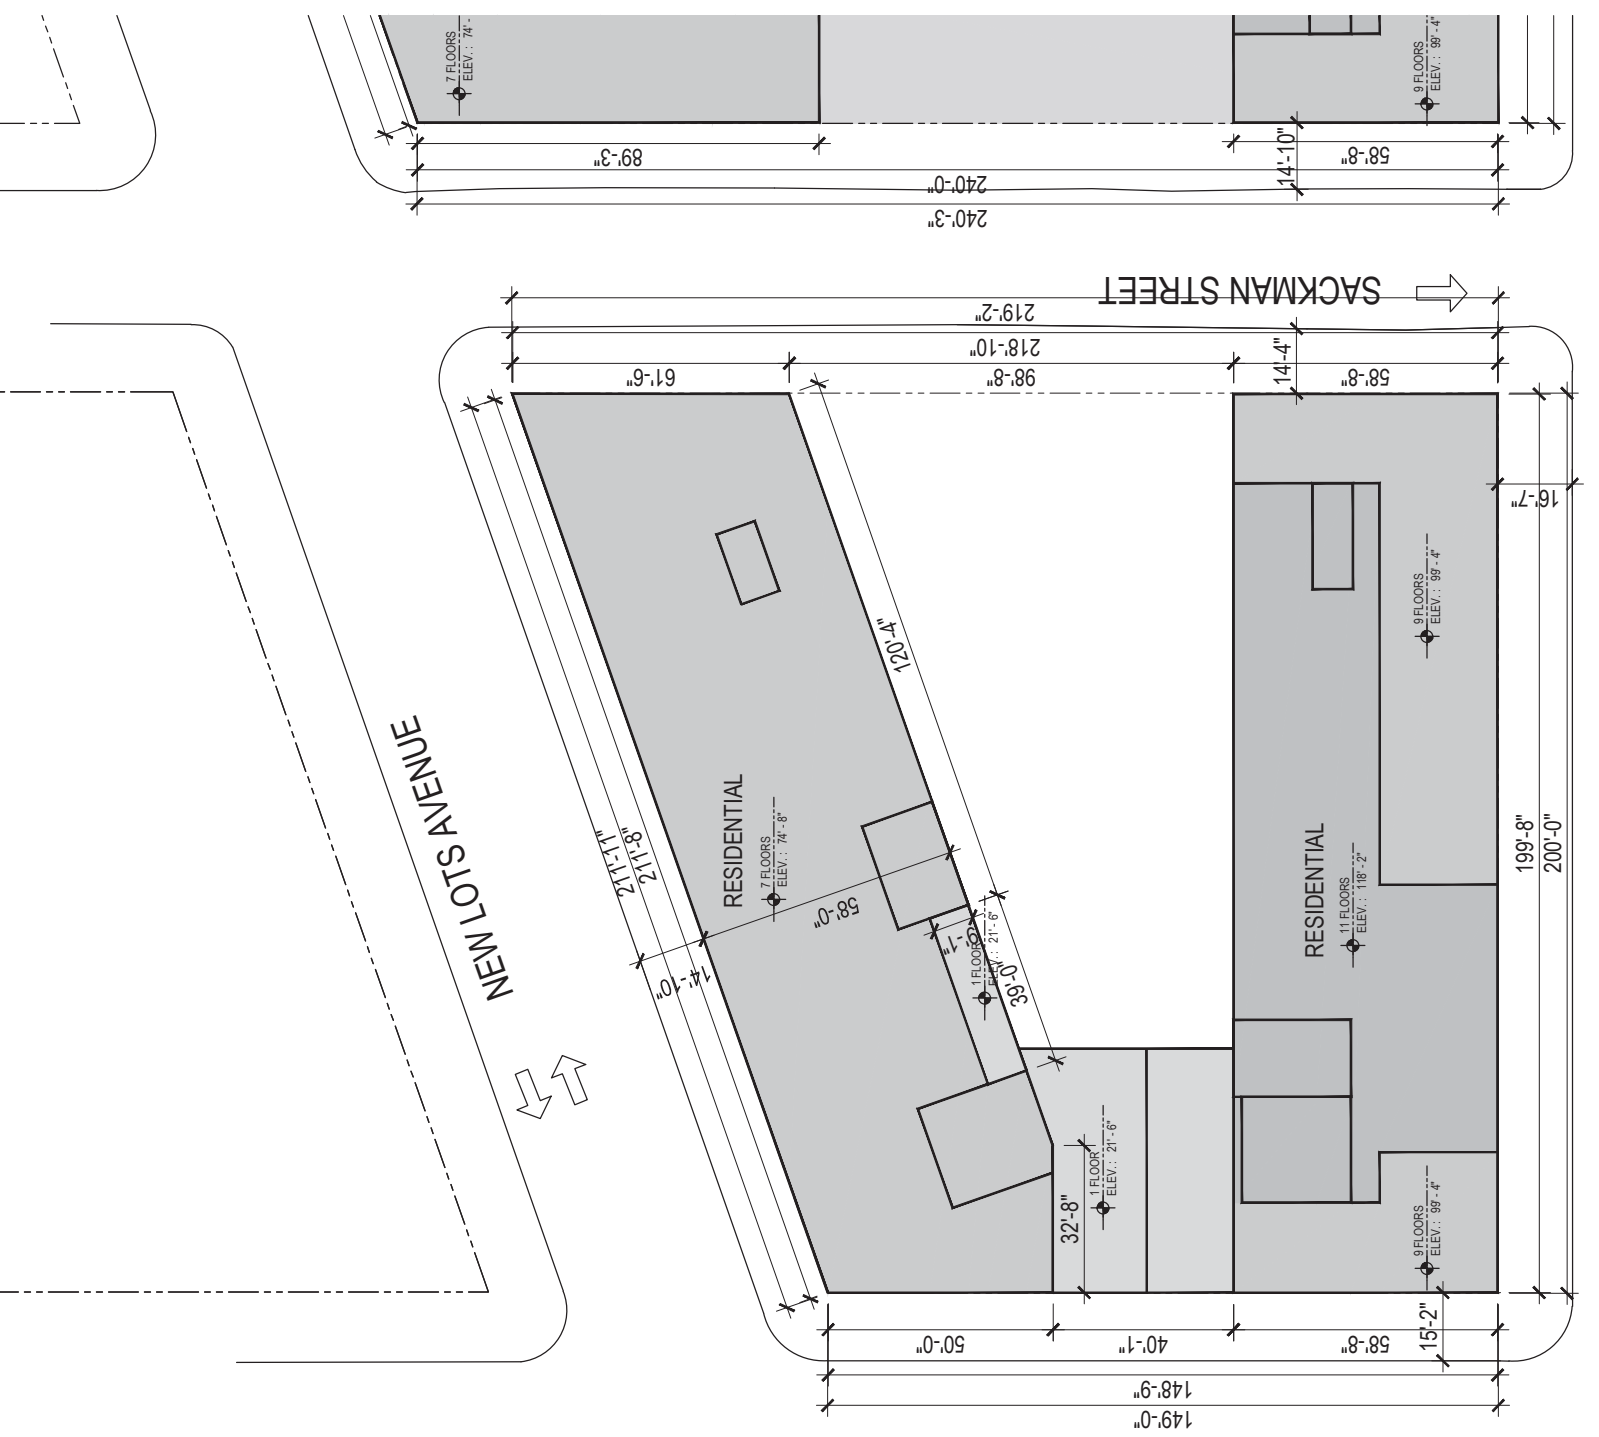 7 FLOORS
ELEV. : 74' -
9 FLOORS
ELEV. : 99' - 4"
89'-3"
14'-10"
58'-8"
240'-0"
240'-3"
SACKMAN STREET
219'-2"
218'-10"
14'-4"
61'-6"
98'-8"
58'-8"
16'-7"
120'-4"
9 FLOORS
ELEV. : 99' - 4"
NEW LOTS AVENUE
211'-11"
211'-8"
RESIDENTIAL
7 FLOORS
ELEV. : 74' - 8"
58'-0"
14'-10"
9'-1"
1 FLOOR
ELEV. : 21' - 6"
39'-0"
RESIDENTIAL
11 FLOORS
ELEV. : 118' - 2"
199'-8"
200'-0"
32'-8"
1 FLOOR
ELEV. : 21' - 6"
9 FLOORS
ELEV. : 99' - 4"
15'-2"
50'-0"
40'-1"
58'-8"
148'-9"
149'-0"